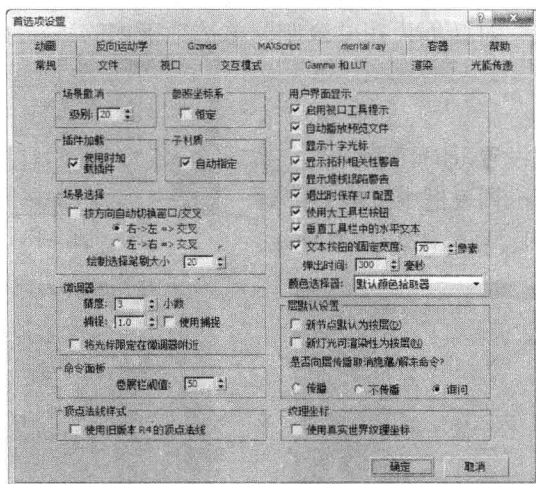 首选项设置
动画 反向运动学 Gizmos MAXScript mental ray 容器 帮助
常规 文件 视口 交互模式 Gamma 和 LUT 渲染 光能传递
场景撤消
级别: 20
参照坐标系
恒定
插件加载
使用时加
载插件
子材质
自动指定
场景选择
按方向自动切换窗口/交叉
右->左 => 交叉
左->右 => 交叉
绘制选择笔刷大小 20
微调器
精度: 3 小数
捕捉: 1.0 使用捕捉
将光标限定在微调器附近
命令面板
卷展栏阈值: 50
顶点法线样式
使用旧版本 R4 的顶点法线
用户界面显示
启用视口工具提示
自动播放预览文件
显示十字光标
显示拓扑相关性警告
显示堆栈塌陷警告
退出时保存 UI 配置
使用大工具栏按钮
垂直工具栏中的水平文本
文本按钮的固定宽度: 70 像素
弹出时间: 300 毫秒
颜色选择器: 默认颜色拾取器
层默认设置
新节点默认为按层(D)
新灯光可渲染性为按层(N)
是否向层传播取消隐藏/解冻命令?
传播 不传播 询问
纹理坐标
使用真实世界纹理坐标
确定 取消